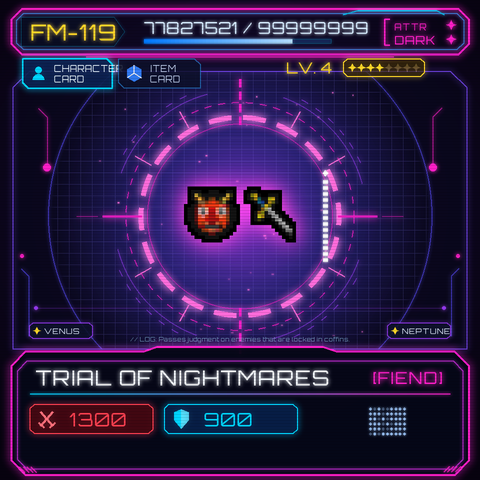 FM-119
77827521 / 99999999
ATTR
DARK
CHARACTER
CARD
ITEM
CARD
LV. 4
VENUS
NEPTUNE
// LOG: Passes judgment on enemies that are locked in coffins.
TRIAL OF NIGHTMARES
[FIEND]
1300
900